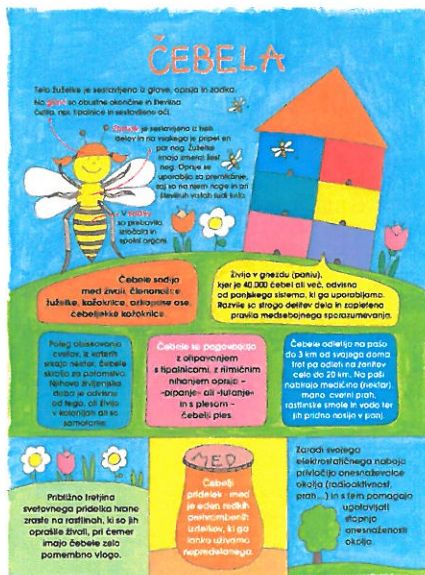 ČEBELA
Telo žuželke je sestavljeno iz glave, oprsja in zadka.
Na glavi so obustne okončine in številna
čutila, npr. tipalnice in sestavljene oči.
Oprsje je sestavljeno iz treh
delov in na vsakega je pripet en
par nog. Žuželke
imajo zmeraj šest
nog. Oprsje se
uporablja za premikanje,
saj so na njem noge in pri
številnih vrstah tudi krila.
V zadku
so prebavila,
izločala in
spolni organi.
Čebele sodijo
med živali, členonožce
žuželke, kožokrilce, ozkopase ose,
čebeljekke kožokrilce.
Živijo v gnezdu (panju),
kjer je 40.000 čebel ali več, odvisno
od panjskega sistema, ki ga uporabljamo.
Razvile so strogo delitev dela in zapletena
pravila medsebojnega sporazumevanja.
Poleg obiskovanja
cvetov, iz katerih
srkajo nektar, čebele
skrbijo za potomstvo.
Njihova življenjska
doba je odvisna
od tega, ali živijo
v kolonijah ali so
samotarke.
Čebele se pogovarjajo
z otipavanjem
s tipalnicami, z ritmičnim
nihanjem oprsja –
»pipanje« ali »tutanje«
in s plesom –
čebelji ples.
Čebele odletijo na pašo
do 3 km od svojega doma
trot pa odleti na ženitev
celo do 20 km. Na paši
nabirajo medičino (nektar),
mano, cvetni prah,
rastlinske smole in vodo ter
jih pridno nosijo v panj.
Približno tretjina
svetovnega pridelka hrane
zraste na rastlinah, ki so jih
oprašile živali, pri čemer
imajo čebele zelo
pomembno vlogo.
MED
Čebelji
pridelek – med
je eden redkih
prehrambenih
izdelkov, ki ga
lahko uživamo
nepredelanega.
Zaradi svojega
elektrostatičnega naboja
privlačijo onesnaževalce
okolja (radioaktivnost,
prah...) in s tem pomagajo
ugotavljati
stopnjo
onesnaženosti
okolja.